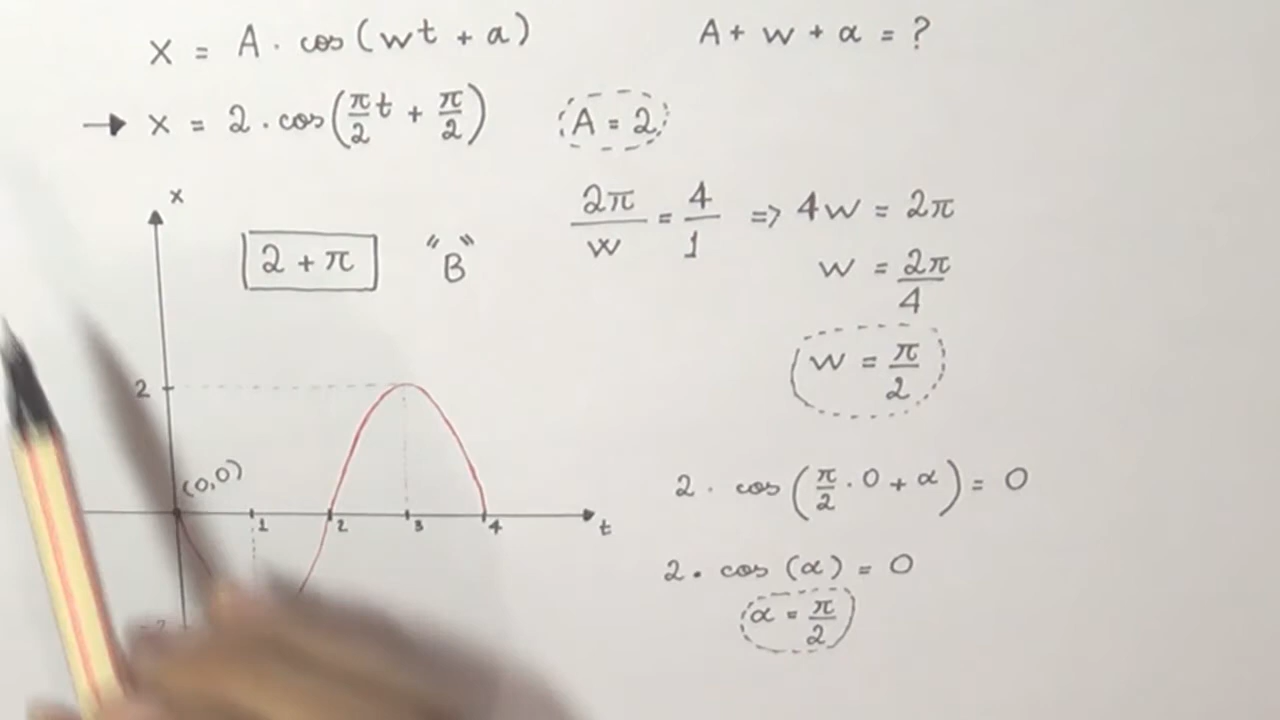 x = A . cos(wt + α)
A + w + α = ?
x = 2 . cos(π/2 t + π/2)
A = 2
2π/w = 4/1 => 4w = 2π
w = 2π/4
w = π/2
x
2 + π "B"
2
(0,0)
1 2 3 4 t
2 . cos(π/2 . 0 + α) = 0
2 . cos (α) = 0
α = π/2